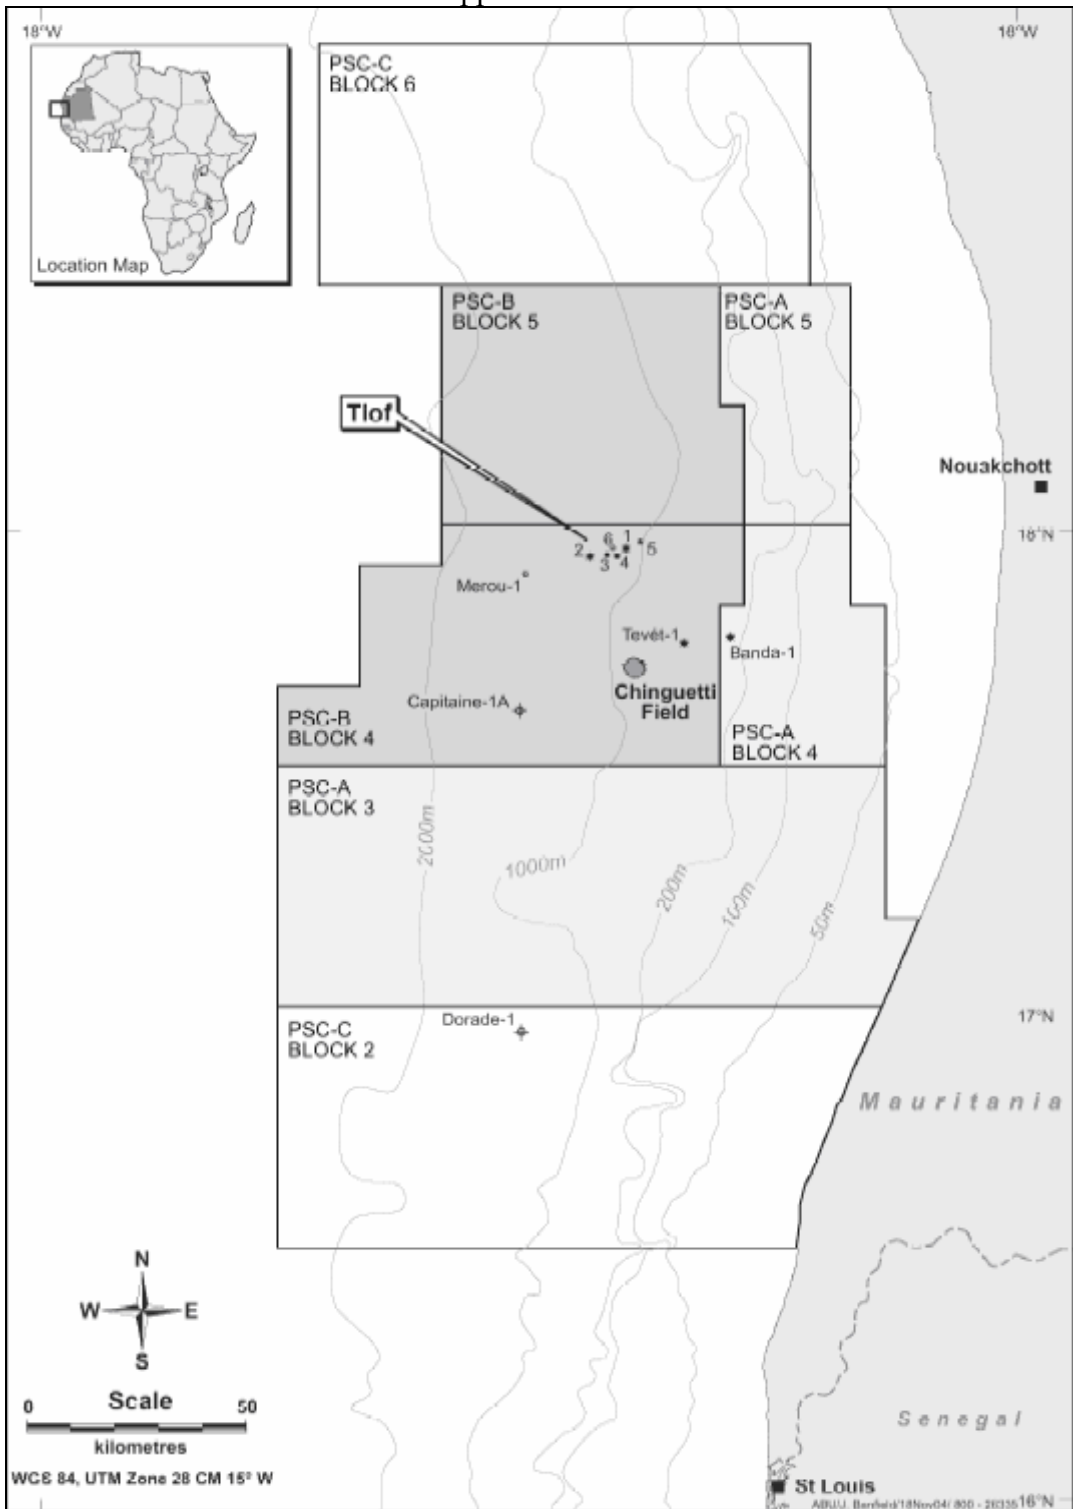 18°W
18°W
PSC-C
BLOCK 6
Location Map
PSC-B
BLOCK 5
PSC-A
BLOCK 5
Tlof
Nouakchott
18°N
6 1
2 3 4 5
Merou-1
Tevét-1
Banda-1
Chinguetti
Field
Capitaine-1A
PSC-B
BLOCK 4
PSC-A
BLOCK 4
PSC-A
BLOCK 3
2000m
1000m
200m
100m
50m
17°N
Dorade-1
PSC-C
BLOCK 2
Mauritania
N
W E
S
Scale
0 50
kilometres
WGS 84, UTM Zone 28 CM 15° W
Senegal
St Louis
16°N